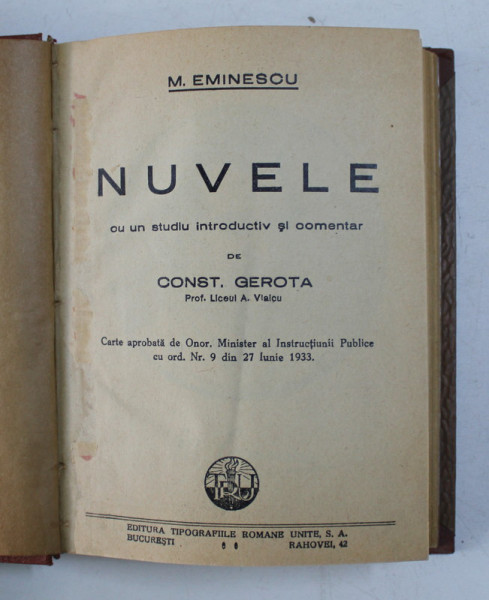 M. EMINESCU
NUVELE
cu un studiu introductiv și comentar
DE
CONST. GEROTA
Prof. Liceul A. Vlaicu
Carte aprobată de Onor. Minister al Instrucțiunii Publice
cu ord. Nr. 9 din 27 Iunie 1933.
EDITURA TIPOGRAFIILE ROMANE UNITE, S. A.
BUCUREȘTI RAHOVEI, 42